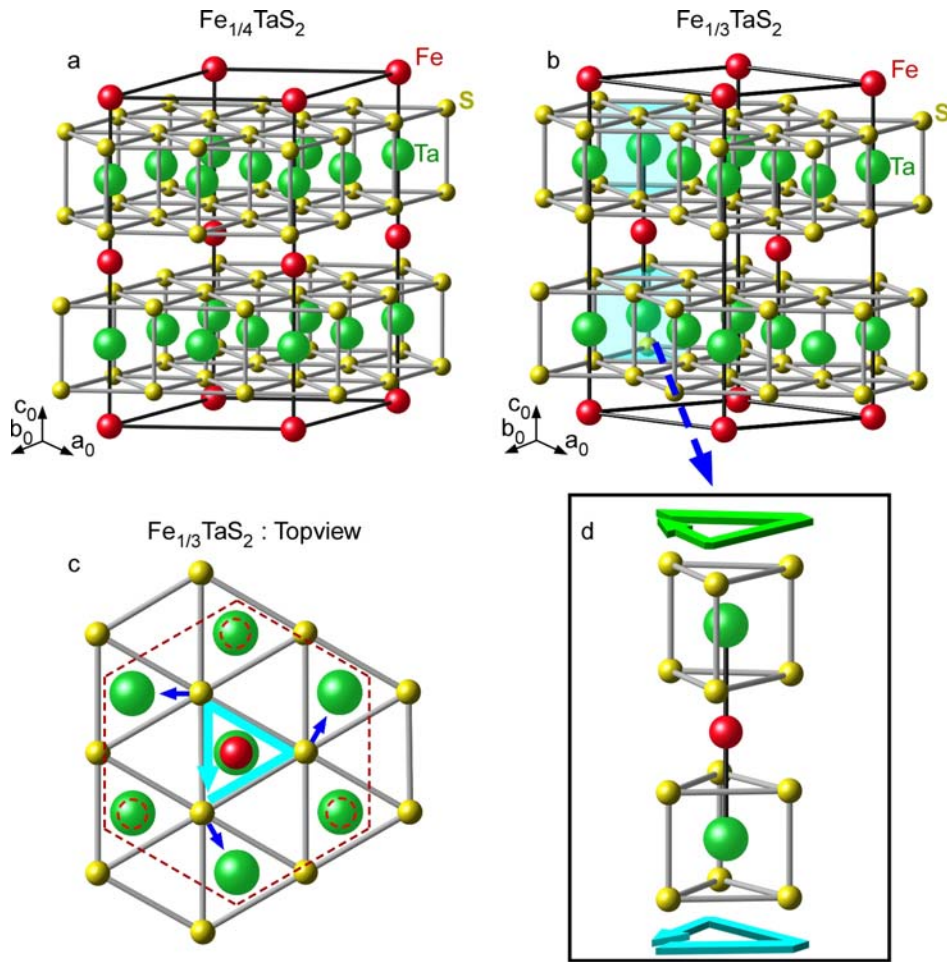 Fe1/4TaS2
Fe1/3TaS2
a
Fe
S
Ta
c0
b0
a0
b
Fe
S
Ta
c0
b0
a0
Fe1/3TaS2 : Topview
c
d